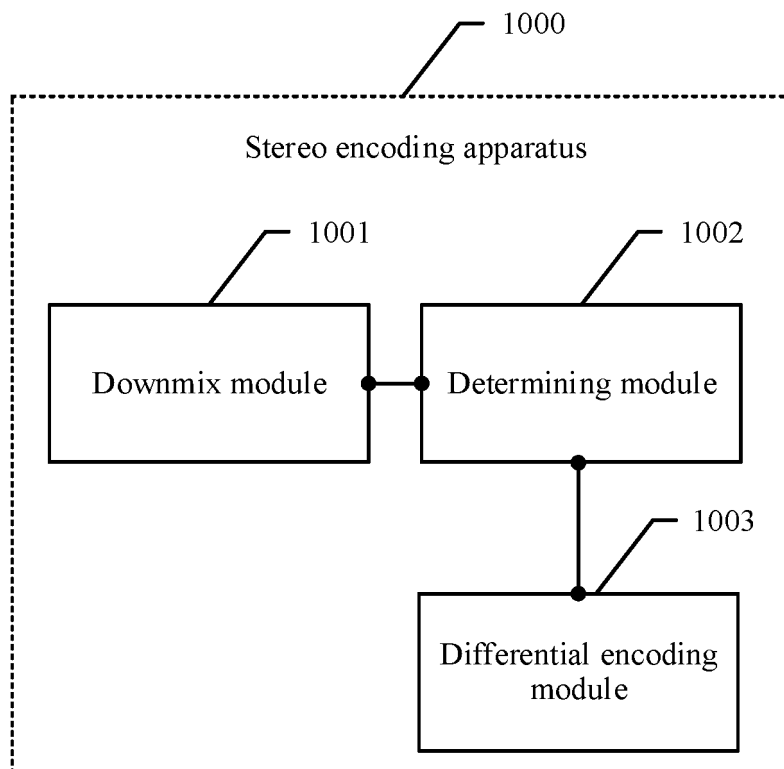 1000
Stereo encoding apparatus
1001
1002
Downmix module
Determining module
1003
Differential encoding
module